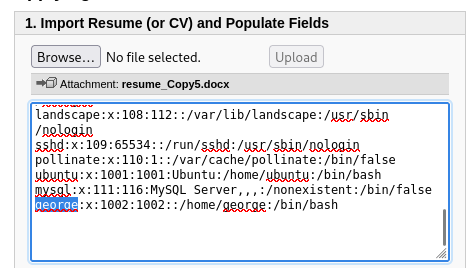 1. Import Resume (or CV) and Populate Fields
Browse... No file selected. Upload
Attachment: resume_Copy5.docx
landscape:x:108:112::/var/lib/landscape:/usr/sbin
/nologin
sshd:x:109:65534::/run/sshd:/usr/sbin/nologin
pollinate:x:110:1::/var/cache/pollinate:/bin/false
ubuntu:x:1001:1001:Ubuntu:/home/ubuntu:/bin/bash
mysql:x:111:116:MySQL Server,,,:/nonexistent:/bin/false
george:x:1002:1002::/home/george:/bin/bash